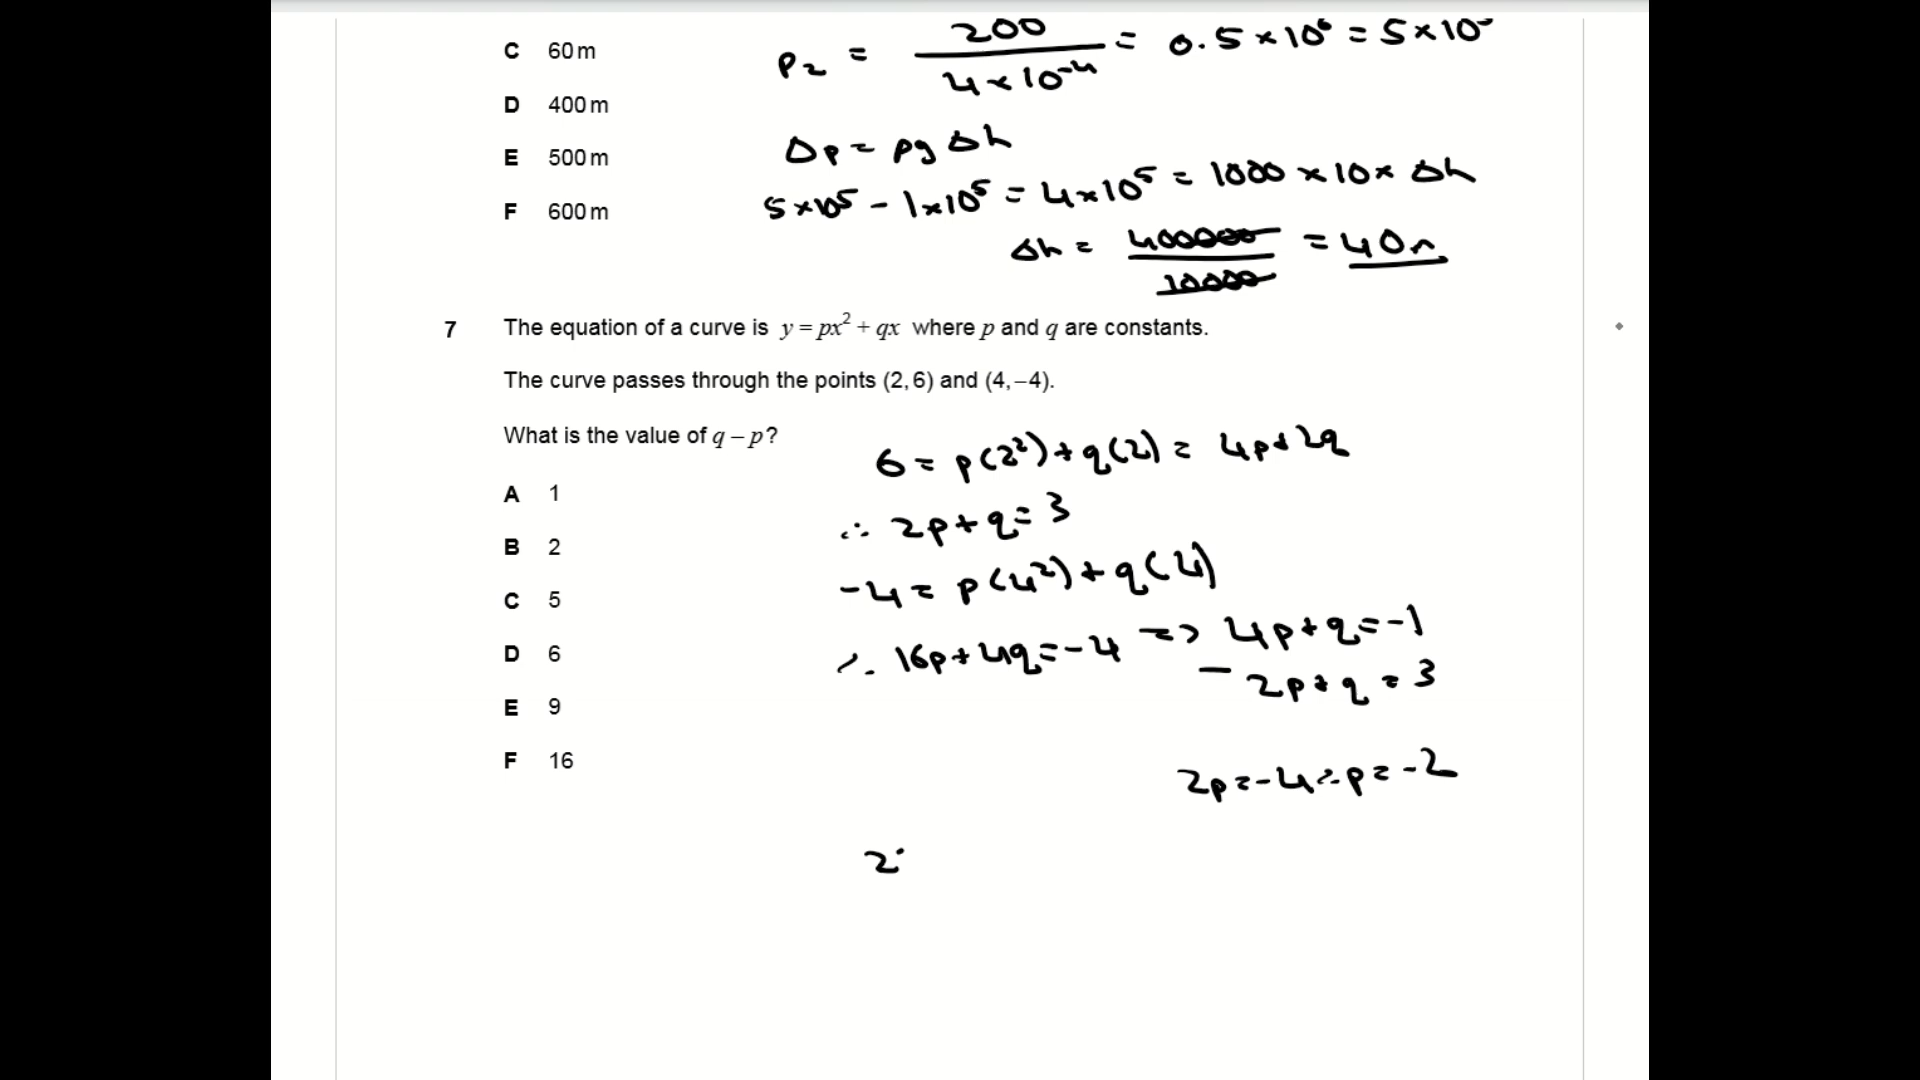 C 60 m
P₂ = 200 / 4×10⁻⁴ = 0.5×10⁶ = 5×10
D 400 m
Δp = ρg Δh
E 500 m
5×10⁵ - 1×10⁵ = 4×10⁵ = 1000 × 10 × Δh
F 600 m
Δh = 400000 / 10000 = 40m
7 The equation of a curve is y = px² + qx where p and q are constants.
The curve passes through the points (2, 6) and (4, –4).
What is the value of q – p?
6 = p(2²) + q(2) = 4p + 2q
A 1
∴ 2p + q = 3
B 2
-4 = p(4²) + q(4)
C 5
∴ 16p + 4q = -4 => 4p + q = -1
D 6
- 2p + q = 3
E 9
F 16
2p = -4 ∴ p = -2
2